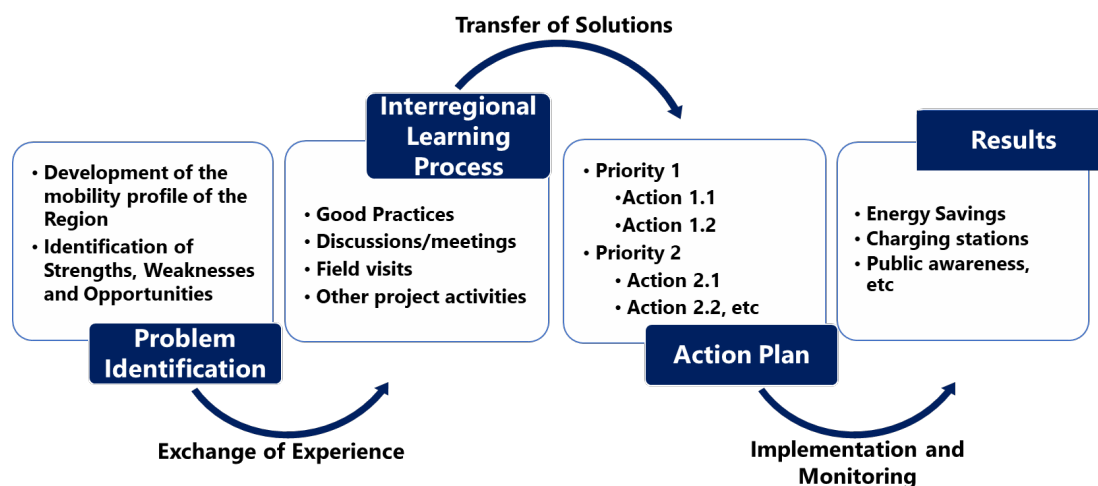 Transfer of Solutions
• Development of the
mobility profile of the
Region
• Identification of
Strengths, Weaknesses
and Opportunities
Problem
Identification
Exchange of Experience
Interregional
Learning
Process
• Good Practices
• Discussions/meetings
• Field visits
• Other project activities
• Priority 1
•Action 1.1
•Action 1.2
• Priority 2
• Action 2.1
• Action 2.2, etc
Action Plan
Implementation and
Monitoring
Results
• Energy Savings
• Charging stations
• Public awareness,
etc